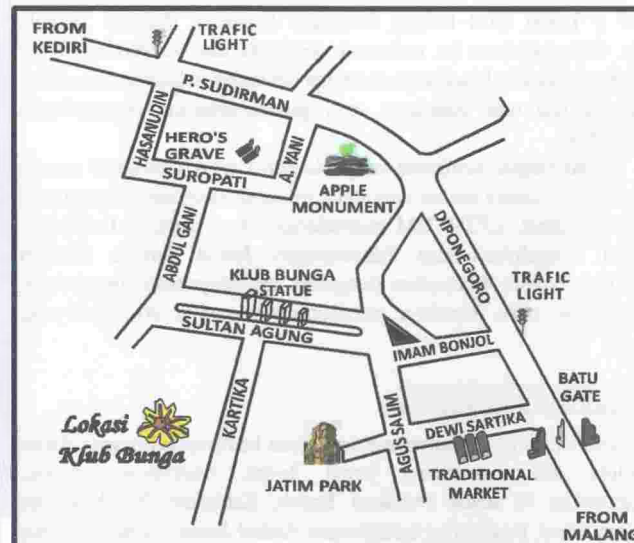 FROM
KEDIRI
TRAFIC
LIGHT
P. SUDIRMAN
HASANUDIN
HERO'S
GRAVE
A. YANI
SUROPATI
APPLE
MONUMENT
ABDUL GANI
DIPONEGORO
KLUB BUNGA
STATUE
TRAFIC
LIGHT
SULTAN AGUNG
IMAM BONJOL
BATU
GATE
KARTIKA
AGUS SALIM
DEWI SARTIKA
Lokasi
Klub Bunga
JATIM PARK
TRADITIONAL
MARKET
FROM
MALANG